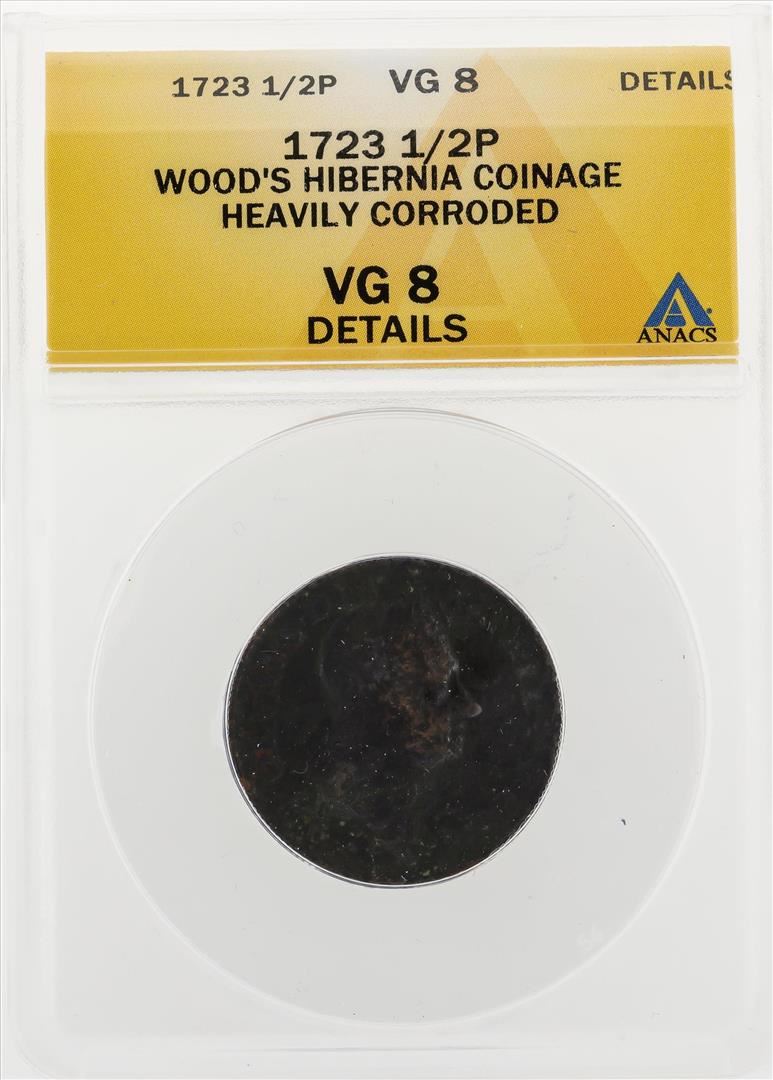 1723 1/2P VG 8 DETAILS
1723 1/2P
WOOD'S HIBERNIA COINAGE
HEAVILY CORRODED
VG 8
DETAILS
ANACS